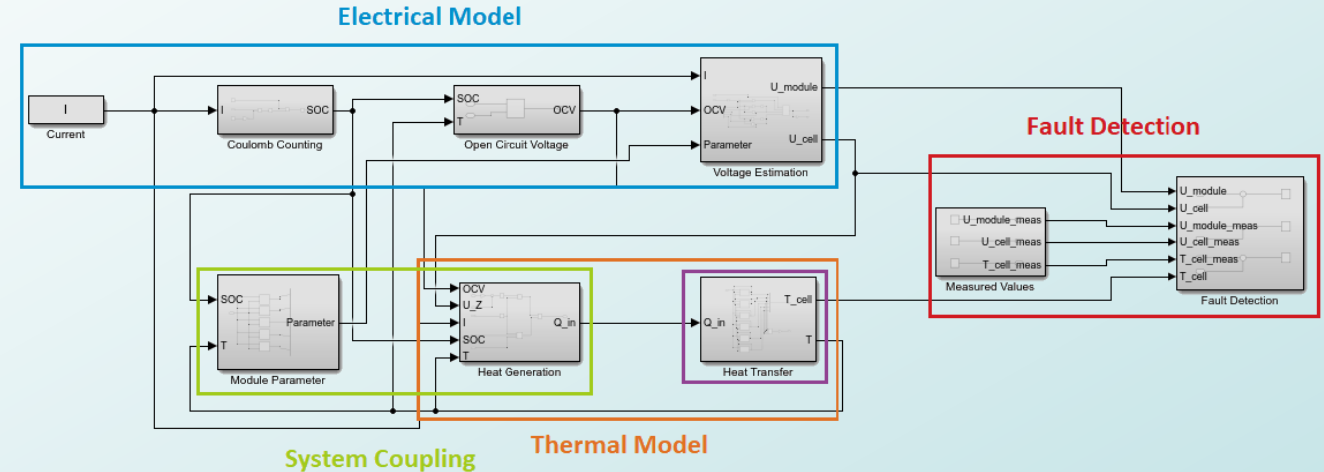 Electrical Model
I
Current
I
SOC
Coulomb Counting
SOC
T
OCV
Open Circuit Voltage
I
OCV
Parameter
U_module
U_cell
Voltage Estimation
Fault Detection
U_module_meas
U_cell_meas
T_cell_meas
Measured Values
U_module
U_cell
U_module_meas
U_cell_meas
T_cell_meas
T_cell
Fault Detection
SOC
T
Parameter
Module Parameter
OCV
U_Z
I
SOC
T
Q_in
Heat Generation
Q_in
T_cell
T
Heat Transfer
System Coupling
Thermal Model